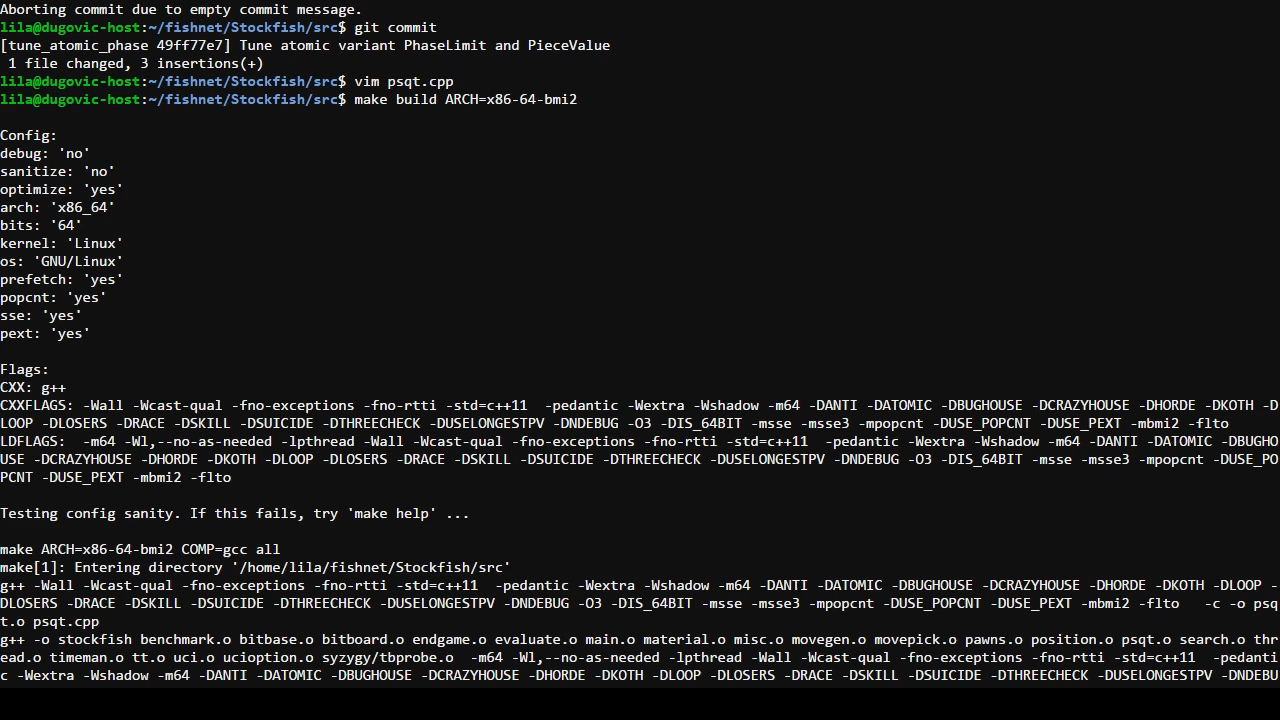 Aborting commit due to empty commit message.
lila@dugovic-host:~/fishnet/Stockfish/src$ git commit
[tune_atomic_phase 49ff77e7] Tune atomic variant PhaseLimit and PieceValue
 1 file changed, 3 insertions(+)
lila@dugovic-host:~/fishnet/Stockfish/src$ vim psqt.cpp
lila@dugovic-host:~/fishnet/Stockfish/src$ make build ARCH=x86-64-bmi2

Config:
debug: 'no'
sanitize: 'no'
optimize: 'yes'
arch: 'x86_64'
bits: '64'
kernel: 'Linux'
os: 'GNU/Linux'
prefetch: 'yes'
popcnt: 'yes'
sse: 'yes'
pext: 'yes'

Flags:
CXX: g++
CXXFLAGS: -Wall -Wcast-qual -fno-exceptions -fno-rtti -std=c++11  -pedantic -Wextra -Wshadow -m64 -DANTI -DATOMIC -DBUGHOUSE -DCRAZYHOUSE -DHORDE -DKOTH -D
LOOP -DLOSERS -DRACE -DSKILL -DSUICIDE -DTHREECHECK -DUSELONGESTPV -DNDEBUG -O3 -DIS_64BIT -msse -msse3 -mpopcnt -DUSE_POPCNT -DUSE_PEXT -mbmi2 -flto
LDFLAGS:  -m64 -Wl,--no-as-needed -lpthread -Wall -Wcast-qual -fno-exceptions -fno-rtti -std=c++11  -pedantic -Wextra -Wshadow -m64 -DANTI -DATOMIC -DBUGHO
USE -DCRAZYHOUSE -DHORDE -DKOTH -DLOOP -DLOSERS -DRACE -DSKILL -DSUICIDE -DTHREECHECK -DUSELONGESTPV -DNDEBUG -O3 -DIS_64BIT -msse -msse3 -mpopcnt -DUSE_PO
PCNT -DUSE_PEXT -mbmi2 -flto

Testing config sanity. If this fails, try 'make help' ...

make ARCH=x86-64-bmi2 COMP=gcc all
make[1]: Entering directory '/home/lila/fishnet/Stockfish/src'
g++ -Wall -Wcast-qual -fno-exceptions -fno-rtti -std=c++11  -pedantic -Wextra -Wshadow -m64 -DANTI -DATOMIC -DBUGHOUSE -DCRAZYHOUSE -DHORDE -DKOTH -DLOOP -
DLOSERS -DRACE -DSKILL -DSUICIDE -DTHREECHECK -DUSELONGESTPV -DNDEBUG -O3 -DIS_64BIT -msse -msse3 -mpopcnt -DUSE_POPCNT -DUSE_PEXT -mbmi2 -flto   -c -o psq
t.o psqt.cpp
g++ -o stockfish benchmark.o bitbase.o bitboard.o endgame.o evaluate.o main.o material.o misc.o movegen.o movepick.o pawns.o position.o psqt.o search.o thr
ead.o timeman.o tt.o uci.o ucioption.o syzygy/tbprobe.o  -m64 -Wl,--no-as-needed -lpthread -Wall -Wcast-qual -fno-exceptions -fno-rtti -std=c++11  -pedanti
c -Wextra -Wshadow -m64 -DANTI -DATOMIC -DBUGHOUSE -DCRAZYHOUSE -DHORDE -DKOTH -DLOOP -DLOSERS -DRACE -DSKILL -DSUICIDE -DTHREECHECK -DUSELONGESTPV -DNDEBU